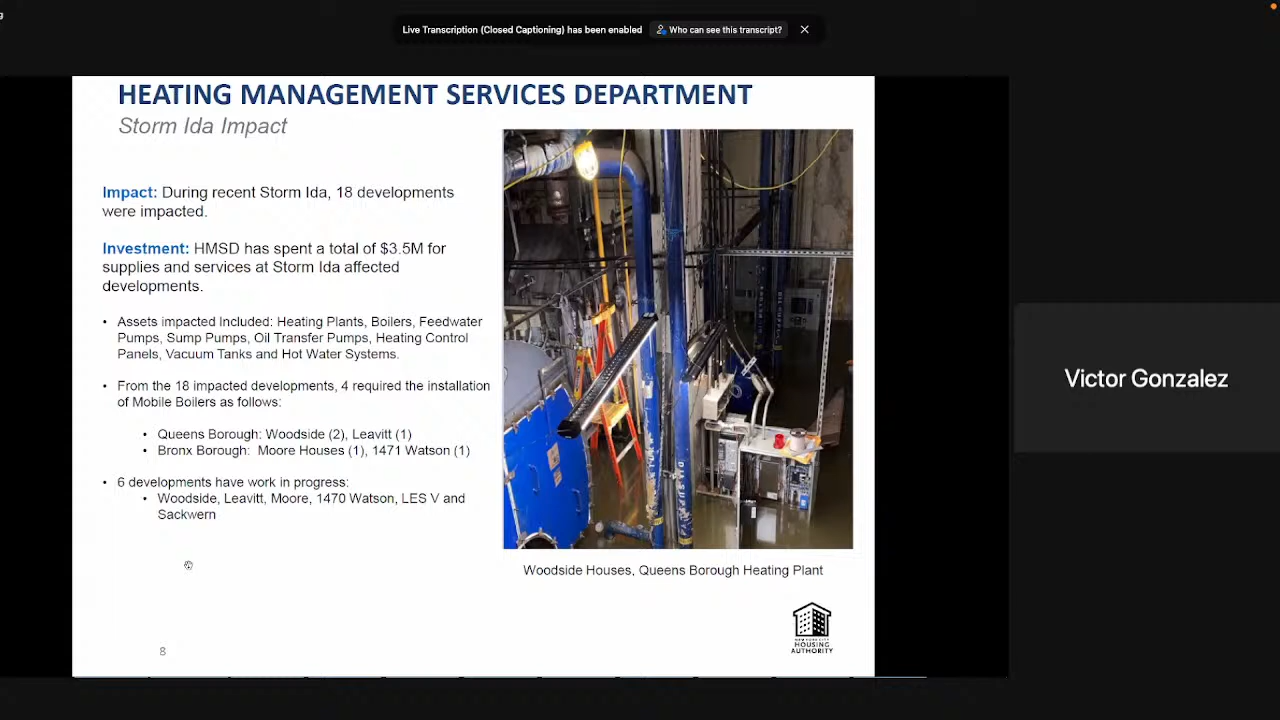 Live Transcription (Closed Captioning) has been enabled
Who can see this transcript?
HEATING MANAGEMENT SERVICES DEPARTMENT
Storm Ida Impact
Impact: During recent Storm Ida, 18 developments
were impacted.
Investment: HMSD has spent a total of $3.5M for
supplies and services at Storm Ida affected
developments.
• Assets impacted Included: Heating Plants, Boilers, Feedwater
Pumps, Sump Pumps, Oil Transfer Pumps, Heating Control
Panels, Vacuum Tanks and Hot Water Systems.
• From the 18 impacted developments, 4 required the installation
of Mobile Boilers as follows:
• Queens Borough: Woodside (2), Leavitt (1)
• Bronx Borough: Moore Houses (1), 1471 Watson (1)
• 6 developments have work in progress:
• Woodside, Leavitt, Moore, 1470 Watson, LES V and
Sackwern
Woodside Houses, Queens Borough Heating Plant
NEW YORK CITY
HOUSING
AUTHORITY
8
Victor Gonzalez